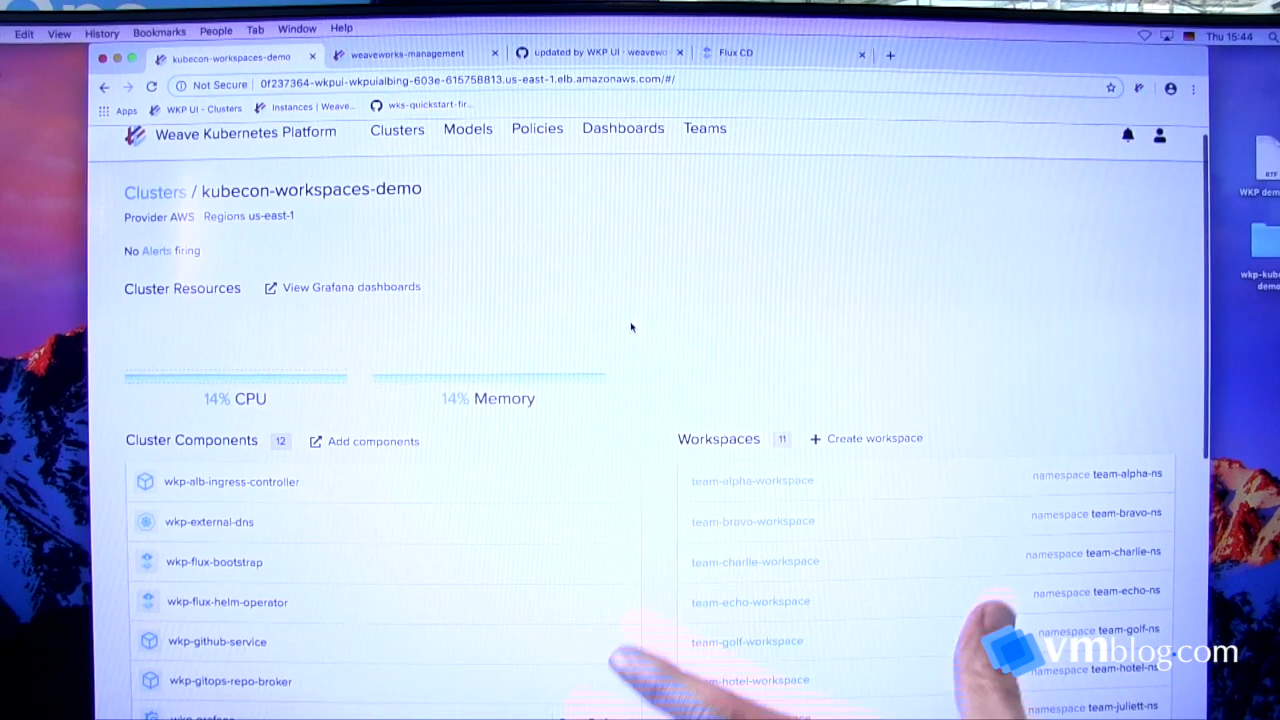 Edit View History Bookmarks People Tab Window Help Thu 15:44
kubecon-workspaces-demo weaveworks-management updated by WKP UI · weavewo Flux CD
Not Secure 0f237364-wkpui-wkpuialbing-603e-615758813.us-east-1.elb.amazonaws.com/#/
Apps WKP UI - Clusters Instances | Weave... wks-quickstart-fir...
Weave Kubernetes Platform Clusters Models Policies Dashboards Teams
RTF
WKP dem
Clusters / kubecon-workspaces-demo
Provider AWS Regions us-east-1
No Alerts firing
wkp-kube
demo
Cluster Resources View Grafana dashboards
14% CPU 14% Memory
Cluster Components 12 Add components Workspaces 11 + Create workspace
wkp-alb-ingress-controller team-alpha-workspace namespace team-alpha-ns
wkp-external-dns team-bravo-workspace namespace team-bravo-ns
wkp-flux-bootstrap team-charlie-workspace namespace team-charlie-ns
wkp-flux-helm-operator team-echo-workspace namespace team-echo-ns
wkp-github-service team-golf-workspace namespace team-golf-ns
vmblog.com
wkp-gitops-repo-broker m-hotel-workspace namespace team-hotel-ns
wkp-grafana namespace team-juliett-ns